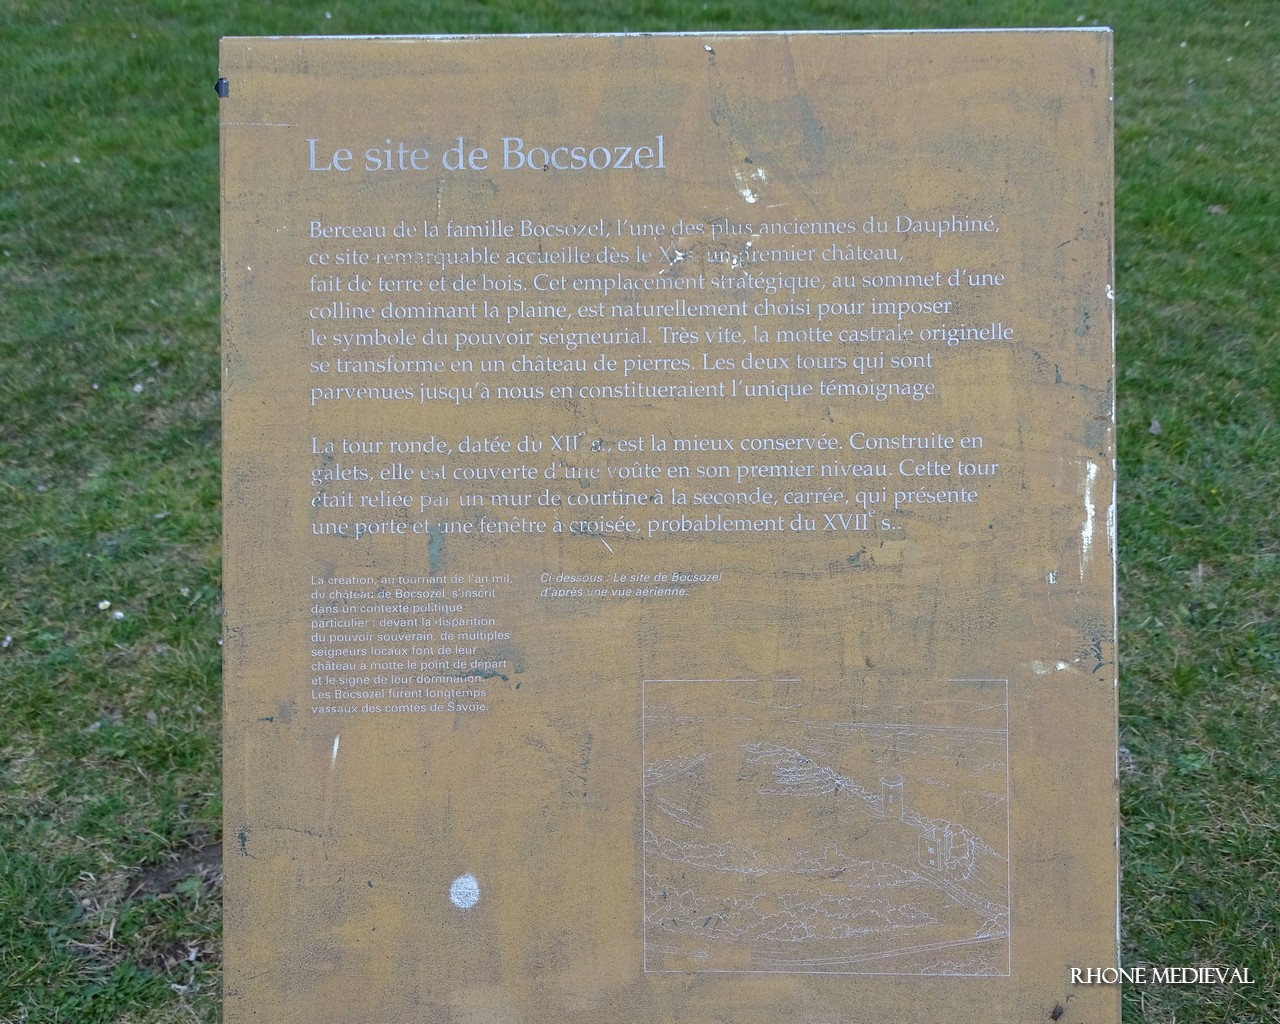 Le site de Bocsozel
Berceau de la famille Bocsozel, l'une des plus anciennes du Dauphiné,
ce site remarquable accueille dès le un premier château,
fait de terre et de bois. Cet emplacement stratégique, au sommet d'une
colline dominant la plaine, est naturellement choisi pour imposer
le symbole du pouvoir seigneurial. Très vite, la motte castrale originelle
se transforme en un château de pierres. Les deux tours qui sont
parvenues jusqu'à nous en constitueraient l'unique témoignage
La tour ronde, datée du XIIe s., est la mieux conservée. Construite en
galets, elle est couverte d'une voûte en son premier niveau. Cette tour
était reliée par un mur de courtine à la seconde, carrée, qui présente
une porte et une fenêtre à croisée, probablement du XVIIe s..
La création, au tournant de l'an mil,
du château de Bocsozel, s'inscrit
dans un contexte politique
particulier : devant la disparition
du pouvoir souverain, de multiples
seigneurs locaux font de leur
château à motte le point de départ
et le signe de leur domination.
Les Bocsozel furent longtemps
vassaux des comtes de Savoie.
Ci-dessous : Le site de Bocsozel
d'après une vue aérienne.
RHONE MEDIEVAL